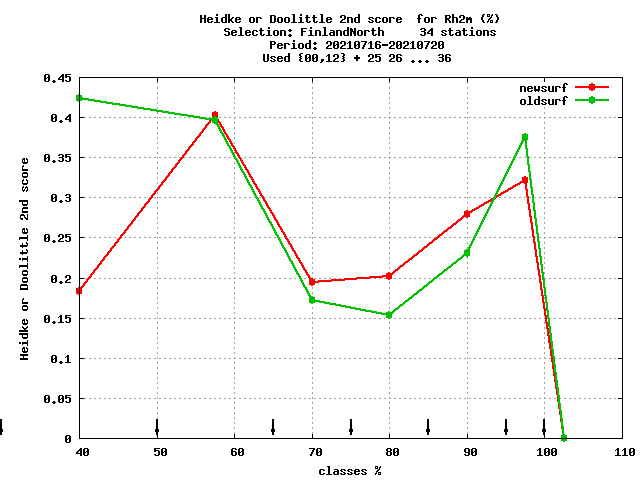 Heidke or Doolittle 2nd score  for Rh2m (%)
Selection: FinlandNorth     34 stations
Period: 20210716-20210720
Used {00,12} + 25 26 ... 36
newsurf
oldsurf
Heidke or Doolittle 2nd score
0.45
0.4
0.35
0.3
0.25
0.2
0.15
0.1
0.05
0
40 50 60 70 80 90 100 110
classes %